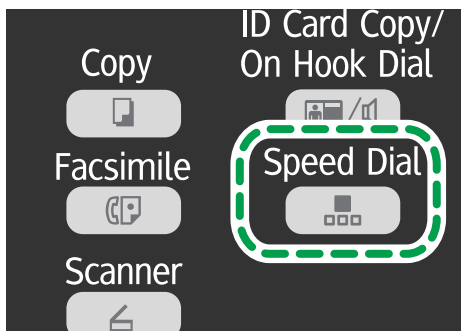 Copy
ID Card Copy/
On Hook Dial
Facsimile
Speed Dial
Scanner